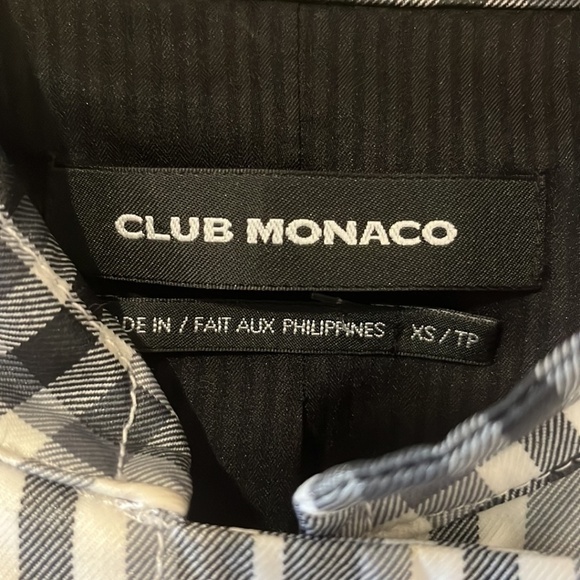 CLUB MONACO
DE IN / FAIT AUX PHILIPPINES XS / TP